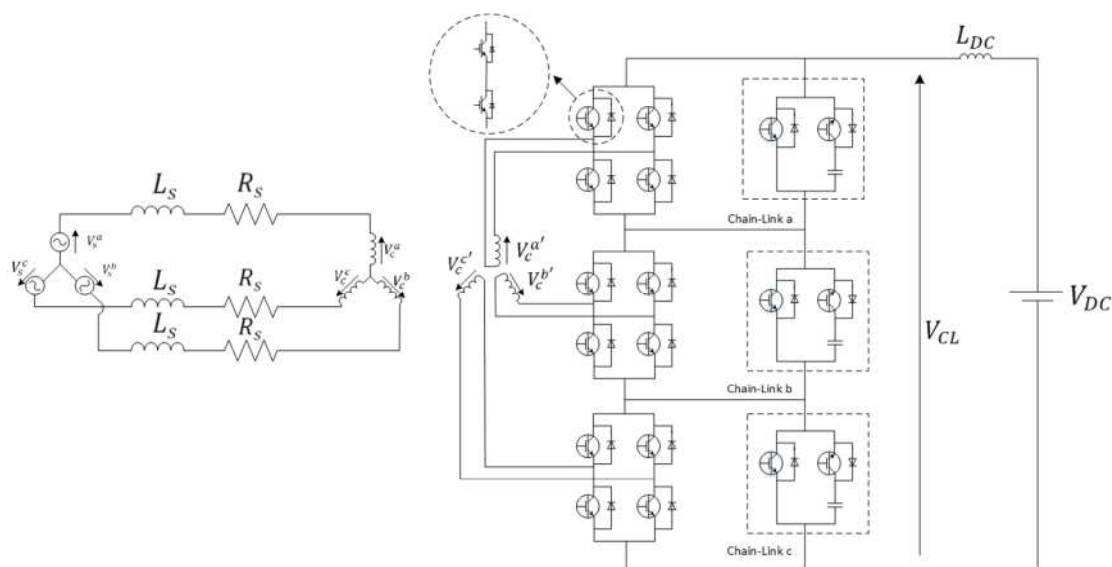 L_DC
L_s
R_s
V_s^a
V_s^c
V_s^b
L_s
R_s
L_s
R_s
V_c^a
V_c^c
V_c^b
V_c^a'
V_c^c'
V_c^b'
Chain-Link a
Chain-Link b
Chain-Link c
V_CL
V_DC